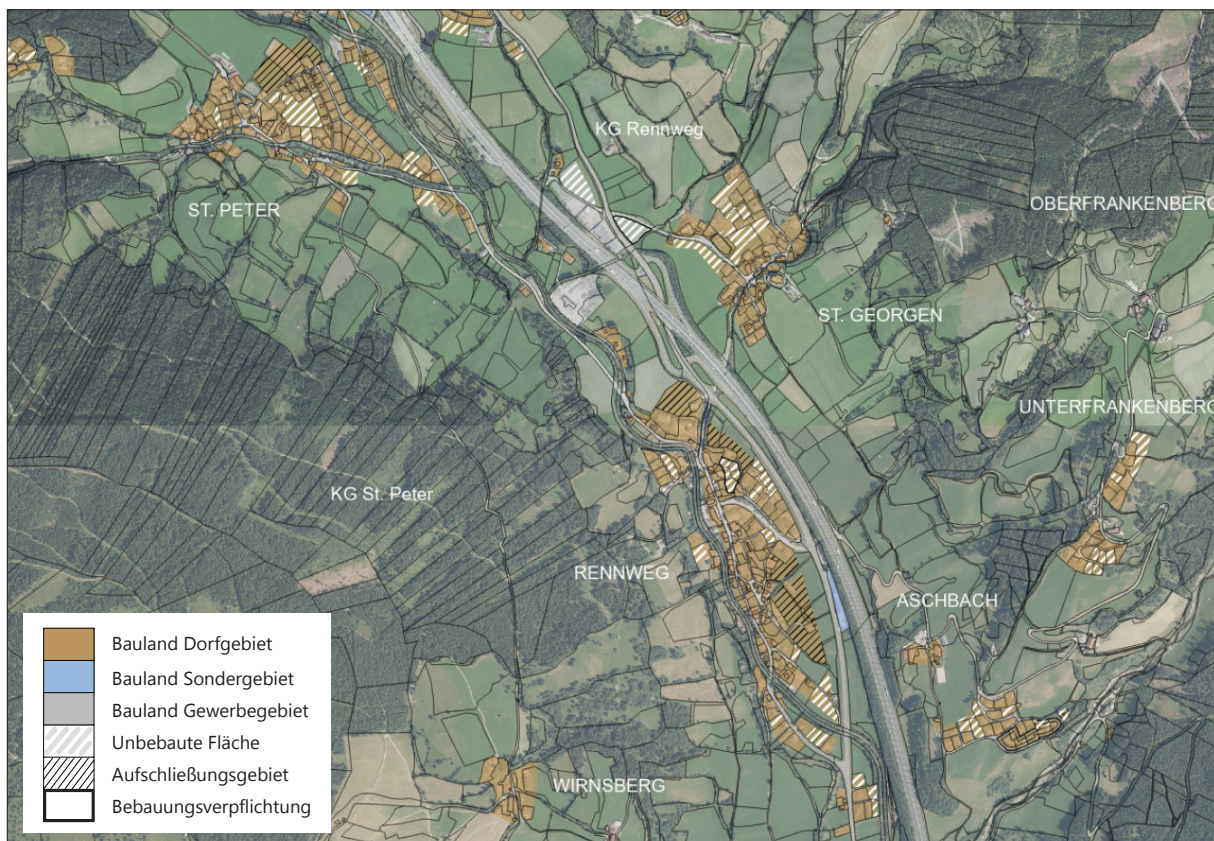 KG Rennweg
ST. PETER
OBERFRANKENBERG
ST. GEORGEN
UNTERFRANKENBERG
KG St. Peter
RENNWEG
ASCHBACH
WIRNSBERG
Bauland Dorfgebiet
Bauland Sondergebiet
Bauland Gewerbegebiet
Unbebaute Fläche
Aufschließungsgebiet
Bebauungsverpflichtung